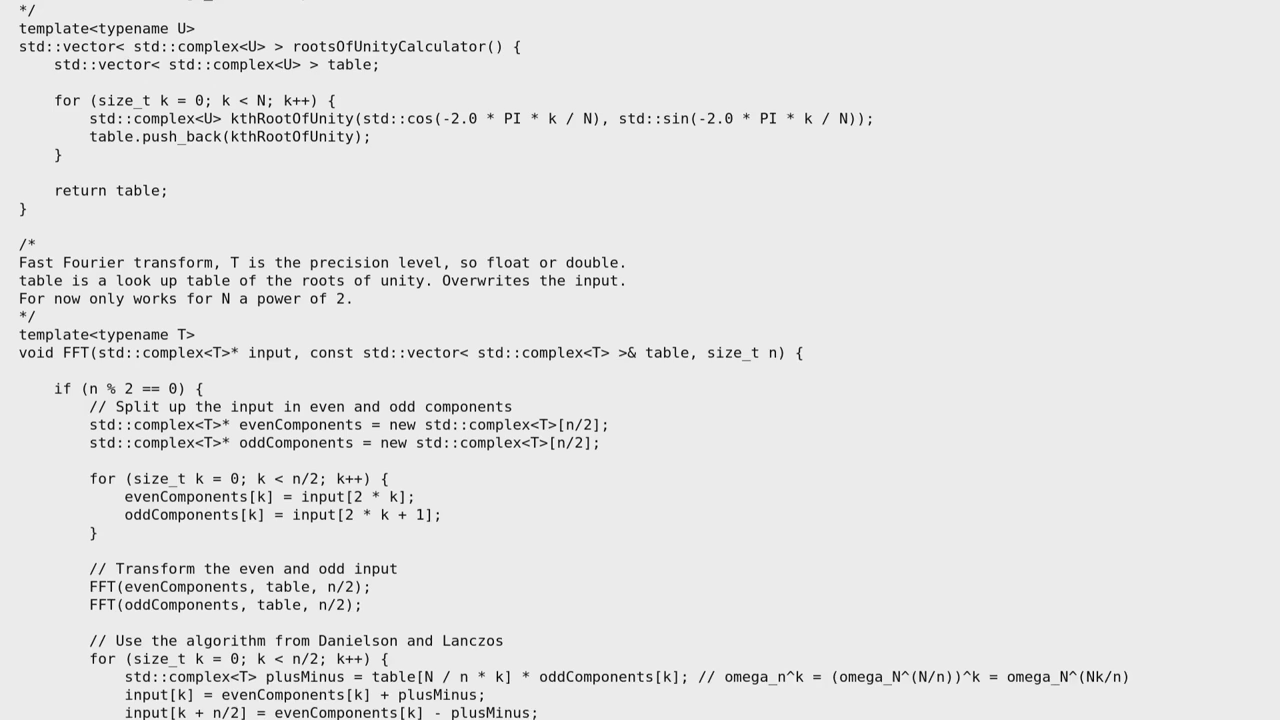 */
template<typename U>
std::vector< std::complex<U> > rootsOfUnityCalculator() {
    std::vector< std::complex<U> > table;

    for (size_t k = 0; k < N; k++) {
        std::complex<U> kthRootOfUnity(std::cos(-2.0 * PI * k / N), std::sin(-2.0 * PI * k / N));
        table.push_back(kthRootOfUnity);
    }

    return table;
}

/*
Fast Fourier transform, T is the precision level, so float or double.
table is a look up table of the roots of unity. Overwrites the input.
For now only works for N a power of 2.
*/
template<typename T>
void FFT(std::complex<T>* input, const std::vector< std::complex<T> >& table, size_t n) {

    if (n % 2 == 0) {
        // Split up the input in even and odd components
        std::complex<T>* evenComponents = new std::complex<T>[n/2];
        std::complex<T>* oddComponents = new std::complex<T>[n/2];

        for (size_t k = 0; k < n/2; k++) {
            evenComponents[k] = input[2 * k];
            oddComponents[k] = input[2 * k + 1];
        }

        // Transform the even and odd input
        FFT(evenComponents, table, n/2);
        FFT(oddComponents, table, n/2);

        // Use the algorithm from Danielson and Lanczos
        for (size_t k = 0; k < n/2; k++) {
            std::complex<T> plusMinus = table[N / n * k] * oddComponents[k]; // omega_n^k = (omega_N^(N/n))^k = omega_N^(Nk/n)
            input[k] = evenComponents[k] + plusMinus;
            input[k + n/2] = evenComponents[k] - plusMinus;